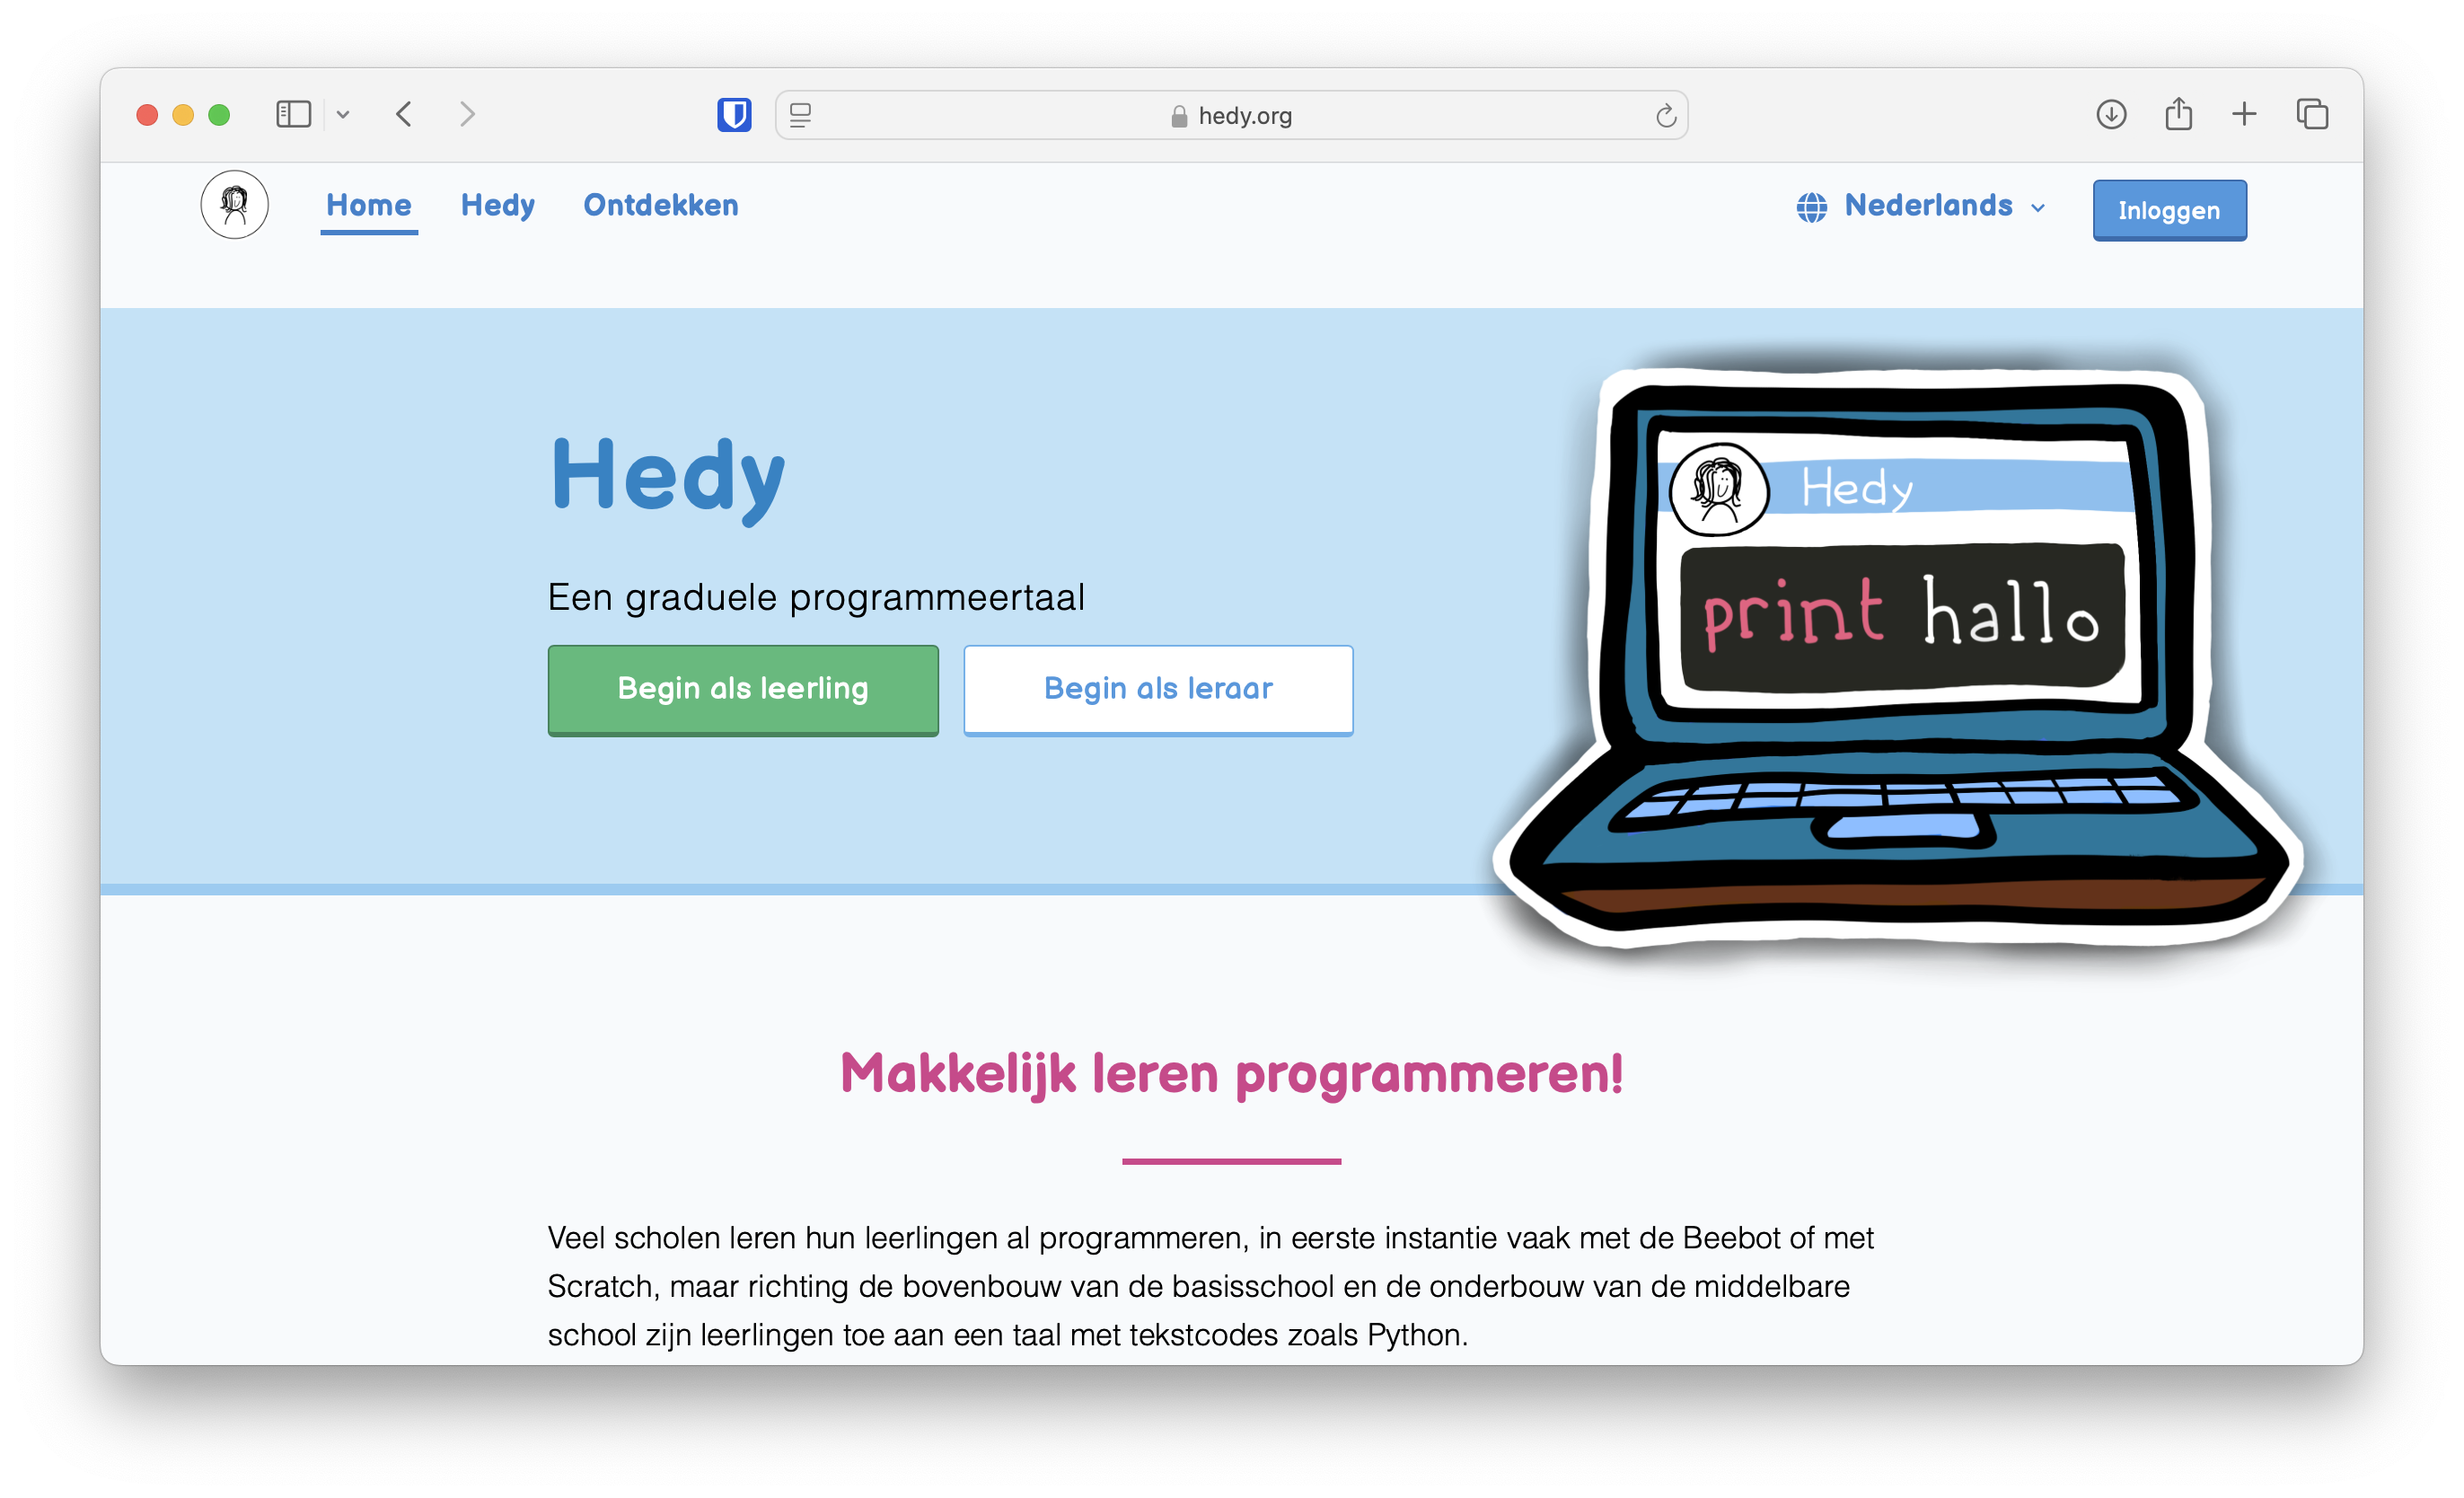 hedy.org
Home Hedy Ontdekken Nederlands Inloggen
Hedy
Een graduele programmeertaal
Begin als leerling Begin als leraar
Hedy
print hallo
Makkelijk leren programmeren!
Veel scholen leren hun leerlingen al programmeren, in eerste instantie vaak met de Beebot of met
Scratch, maar richting de bovenbouw van de basisschool en de onderbouw van de middelbare
school zijn leerlingen toe aan een taal met tekstcodes zoals Python.